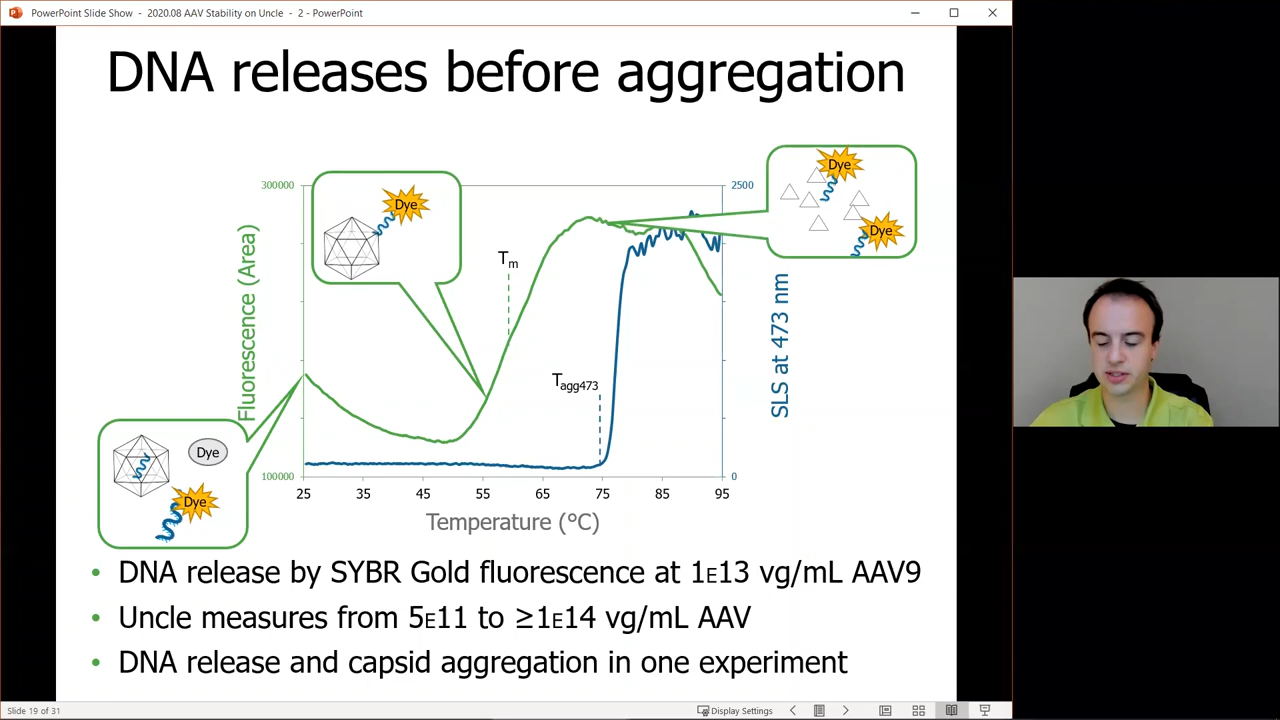 PowerPoint Slide Show - 2020.08 AAV Stability on Uncle - 2 - PowerPoint
DNA releases before aggregation
Fluorescence (Area)
300000
100000
Dye
Dye
Dye
Tm
Tagg473
Dye
Dye
2500
0
SLS at 473 nm
25 35 45 55 65 75 85 95
Temperature (°C)
• DNA release by SYBR Gold fluorescence at 1E13 vg/mL AAV9
• Uncle measures from 5E11 to ≥1E14 vg/mL AAV
• DNA release and capsid aggregation in one experiment
Slide 19 of 31
Display Settings